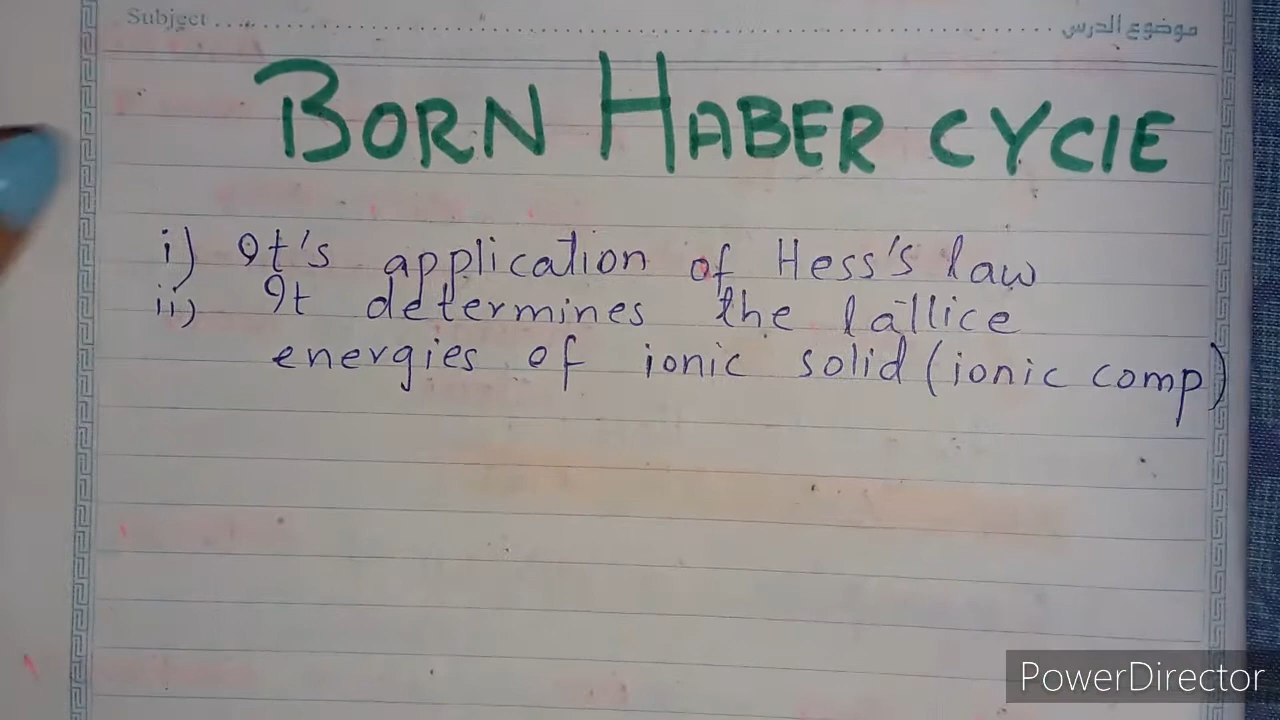 Subject ........ موضوع الدرس
BORN HABER CYCLE
i) It's application of Hess's law
ii) It determines the lattice
energies of ionic solid (ionic comp)
PowerDirector